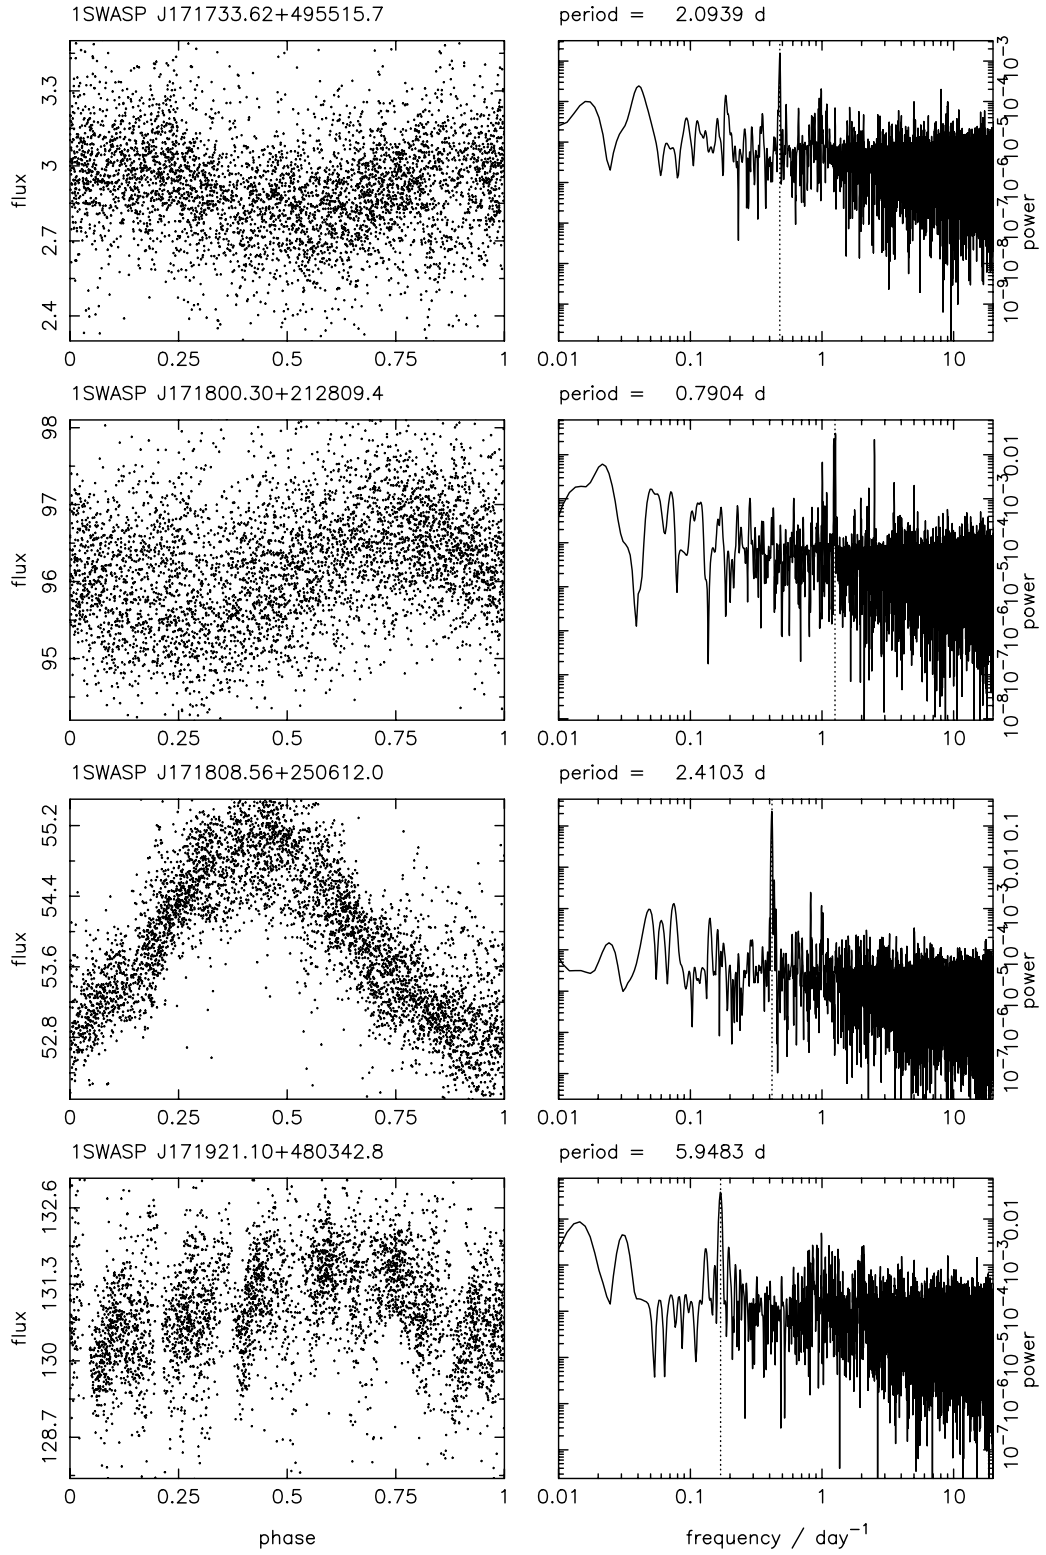 1SWASP J171733.62+495515.7 period = 2.0939 d
flux 3.3 3 2.7 2.4
0 0.25 0.5 0.75 1
10⁻³ 10⁻⁴ 10⁻⁵ 10⁻⁶ 10⁻⁷ 10⁻⁸ 10⁻⁹ power
0.01 0.1 1 10
1SWASP J171800.30+212809.4 period = 0.7904 d
flux 98 97 96 95
0 0.25 0.5 0.75 1
0.01 10⁻³ 10⁻⁴ 10⁻⁵ 10⁻⁶ 10⁻⁷ 10⁻⁸ power
0.01 0.1 1 10
1SWASP J171808.56+250612.0 period = 2.4103 d
flux 55.2 54.4 53.6 52.8
0 0.25 0.5 0.75 1
0.1 0.01 10⁻³ 10⁻⁴ 10⁻⁵ 10⁻⁶ 10⁻⁷ power
0.01 0.1 1 10
1SWASP J171921.10+480342.8 period = 5.9483 d
flux 132.6 131.3 130 128.7
0 0.25 0.5 0.75 1
0.01 10⁻³ 10⁻⁴ 10⁻⁵ 10⁻⁶ 10⁻⁷ power
0.01 0.1 1 10
phase frequency / day⁻¹